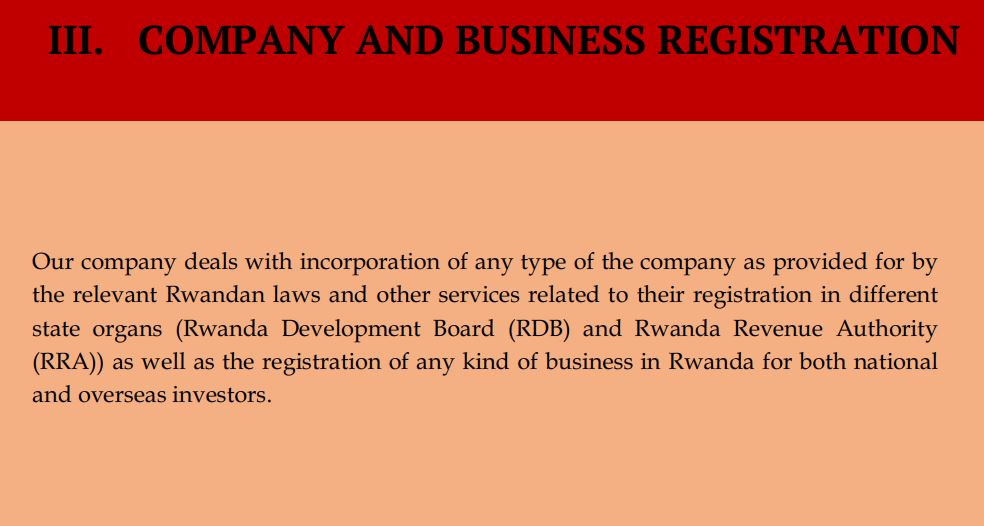 III. COMPANY AND BUSINESS REGISTRATION
Our company deals with incorporation of any type of the company as provided for by
the relevant Rwandan laws and other services related to their registration in different
state organs (Rwanda Development Board (RDB) and Rwanda Revenue Authority
(RRA)) as well as the registration of any kind of business in Rwanda for both national
and overseas investors.